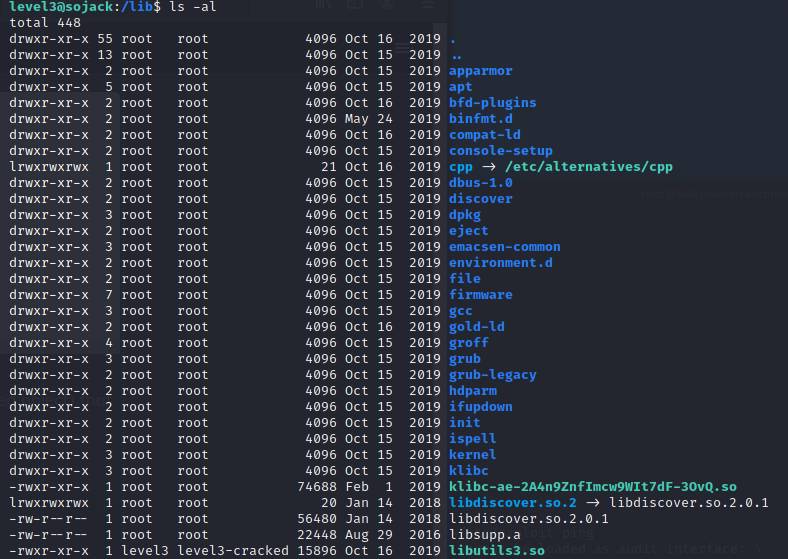 level3@sojack:/lib$ ls -al
total 448
drwxr-xr-x 55 root   root    4096 Oct 16  2019 .
drwxr-xr-x 13 root   root    4096 Oct 15  2019 ..
drwxr-xr-x  2 root   root    4096 Oct 15  2019 apparmor
drwxr-xr-x  5 root   root    4096 Oct 15  2019 apt
drwxr-xr-x  2 root   root    4096 Oct 16  2019 bfd-plugins
drwxr-xr-x  2 root   root    4096 May 24  2019 binfmt.d
drwxr-xr-x  2 root   root    4096 Oct 16  2019 compat-ld
drwxr-xr-x  2 root   root    4096 Oct 15  2019 console-setup
lrwxrwxrwx  1 root   root      21 Oct 16  2019 cpp → /etc/alternatives/cpp
drwxr-xr-x  2 root   root    4096 Oct 15  2019 dbus-1.0
drwxr-xr-x  2 root   root    4096 Oct 15  2019 discover
drwxr-xr-x  3 root   root    4096 Oct 15  2019 dpkg
drwxr-xr-x  2 root   root    4096 Oct 15  2019 eject
drwxr-xr-x  3 root   root    4096 Oct 15  2019 emacsen-common
drwxr-xr-x  2 root   root    4096 Oct 15  2019 environment.d
drwxr-xr-x  2 root   root    4096 Oct 15  2019 file
drwxr-xr-x  7 root   root    4096 Oct 15  2019 firmware
drwxr-xr-x  3 root   root    4096 Oct 15  2019 gcc
drwxr-xr-x  2 root   root    4096 Oct 16  2019 gold-ld
drwxr-xr-x  4 root   root    4096 Oct 15  2019 groff
drwxr-xr-x  3 root   root    4096 Oct 15  2019 grub
drwxr-xr-x  2 root   root    4096 Oct 15  2019 grub-legacy
drwxr-xr-x  2 root   root    4096 Oct 15  2019 hdparm
drwxr-xr-x  2 root   root    4096 Oct 15  2019 ifupdown
drwxr-xr-x  2 root   root    4096 Oct 15  2019 init
drwxr-xr-x  2 root   root    4096 Oct 15  2019 ispell
drwxr-xr-x  3 root   root    4096 Oct 15  2019 kernel
drwxr-xr-x  3 root   root    4096 Oct 15  2019 klibc
-rwxr-xr-x  1 root   root   74688 Feb  1  2019 klibc-ae-2A4n9ZnfImcw9WIt7dF-3OvQ.so
lrwxrwxrwx  1 root   root      20 Jan 14  2018 libdiscover.so.2 → libdiscover.so.2.0.1
-rw-r--r--  1 root   root   56480 Jan 14  2018 libdiscover.so.2.0.1
-rw-r--r--  1 root   root   22448 Aug 29  2016 libsupp.a
-rwxr-xr-x  1 level3 level3-cracked 15896 Oct 16  2019 libutils3.so